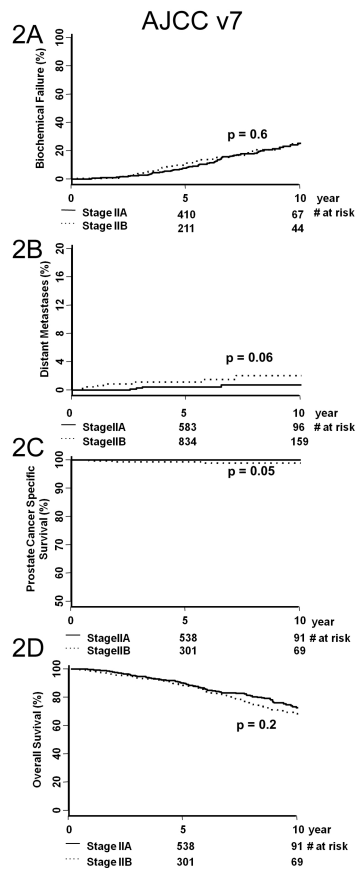 AJCC v7
2A
Biochemical Failure (%)
100
80
60
40
20
0
p = 0.6
0 5 10 year
Stage IIA 410 67 # at risk
Stage IIB 211 44
2B
Distant Metastases (%)
20
16
12
8
4
0
p = 0.06
0 5 10 year
StageIIA 583 96 # at risk
StageIIB 834 159
2C
Prostate Cancer Specific
Survival (%)
100
90
80
70
60
50
p = 0.05
0 5 10 year
StageIIA 538 91 # at risk
StageIIB 301 69
2D
Overall Suvival (%)
100
80
60
40
20
0
p = 0.2
0 5 10 year
Stage IIA 538 91 # at risk
Stage IIB 301 69